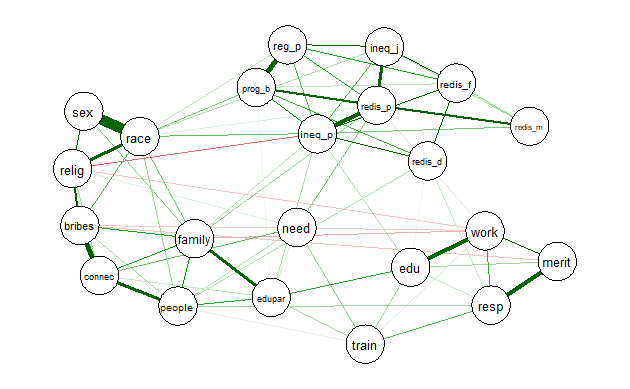 reg_p
ineq_j
prog_b
redis_f
redis_p
sex
race
ineq_p
redis_m
redis_d
relig
bribes
family
need
work
connec
edu
merit
people
edupar
resp
train